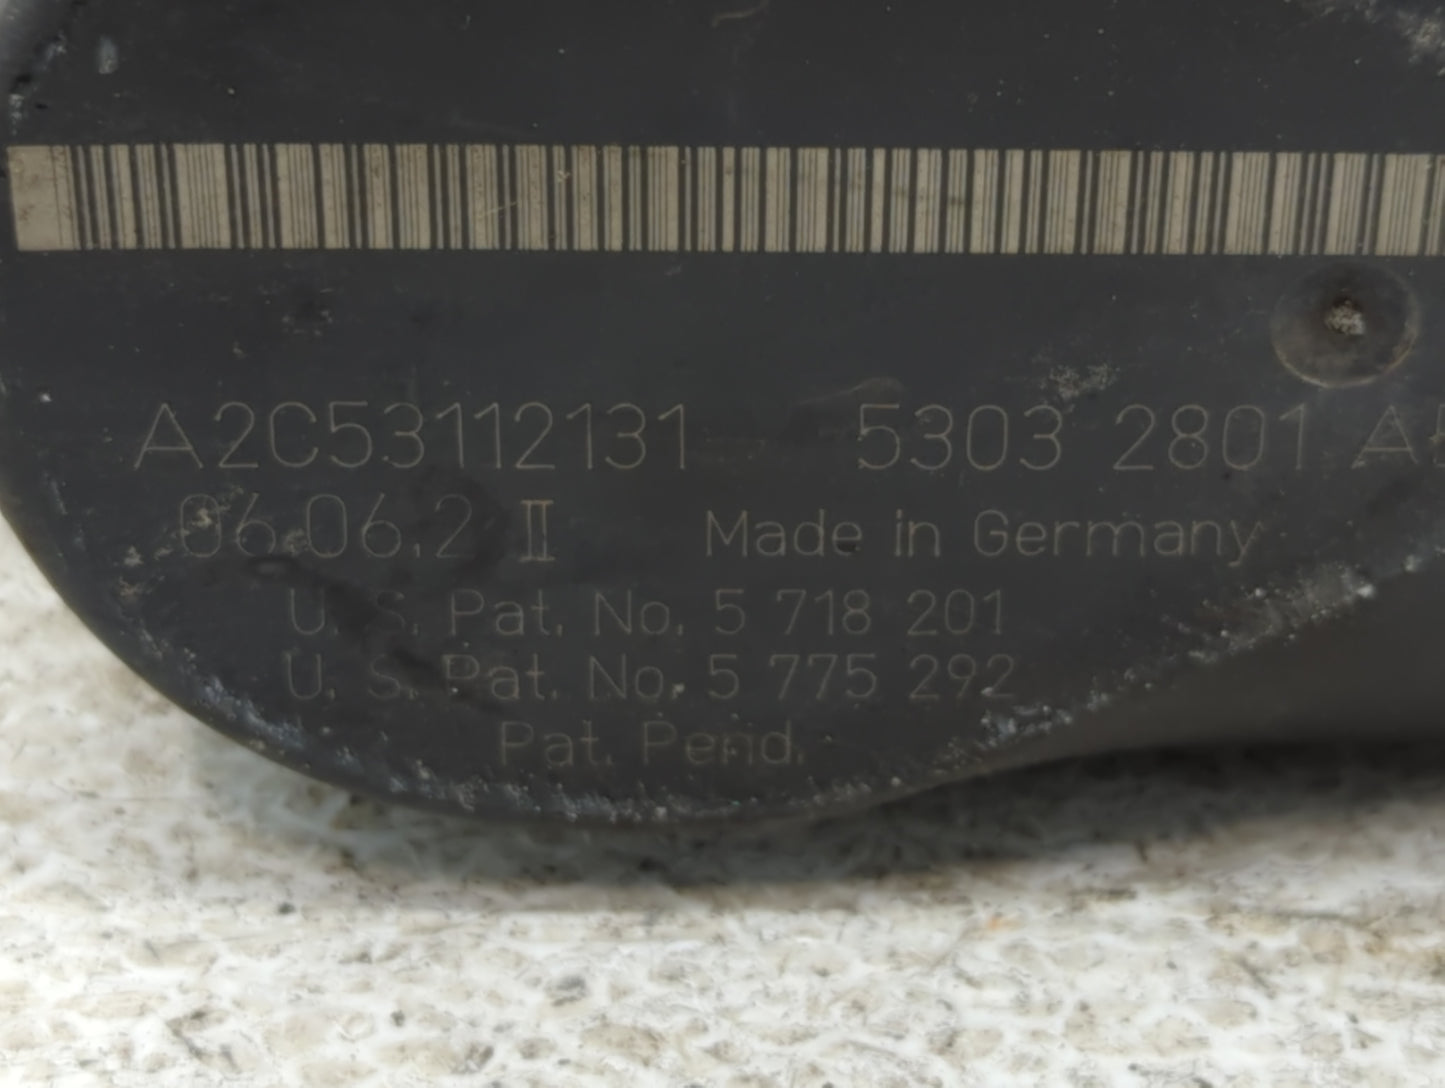 A2C53112131 5303 2801 A
06.06.2 II Made in Germany
U. S. Pat. No. 5 718 201
U. S. Pat. No. 5 775 292
Pat. Pend.